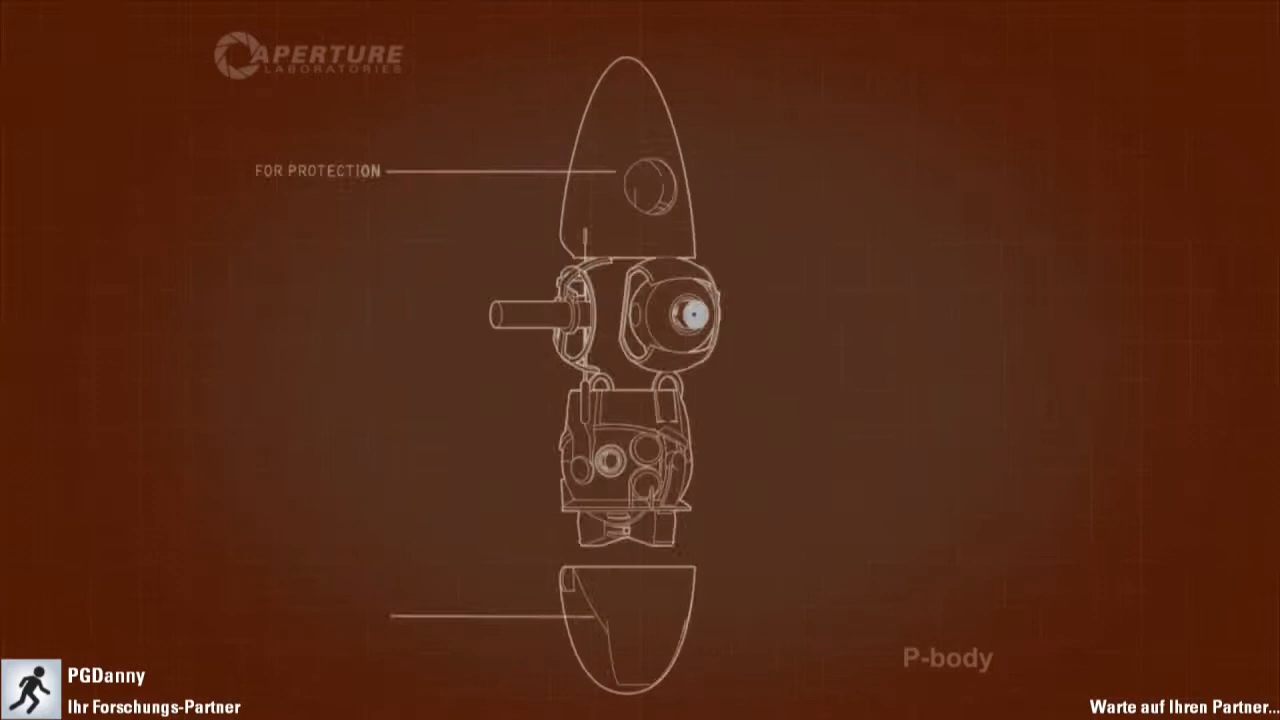 APERTURE
LABORATORIES
FOR PROTECTION
P-body
PGDanny
Ihr Forschungs-Partner
Warte auf Ihren Partner...